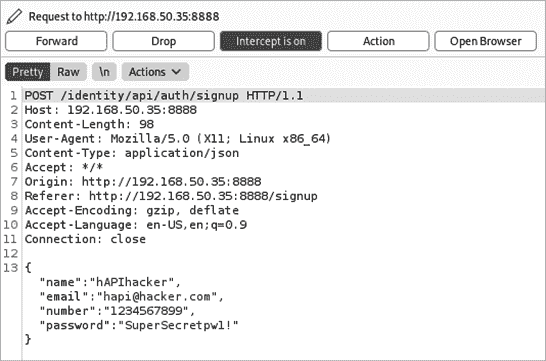 Request to http://192.168.50.35:8888
Forward Drop Intercept is on Action Open Browser
Pretty Raw \n Actions
1 POST /identity/api/auth/signup HTTP/1.1
2 Host: 192.168.50.35:8888
3 Content-Length: 98
4 User-Agent: Mozilla/5.0 (X11; Linux x86_64)
5 Content-Type: application/json
6 Accept: */*
7 Origin: http://192.168.50.35:8888
8 Referer: http://192.168.50.35:8888/signup
9 Accept-Encoding: gzip, deflate
10 Accept-Language: en-US,en;q=0.9
11 Connection: close
12
13 {
"name":"hAPIhacker",
"email":"hapi@hacker.com",
"number":"1234567899",
"password":"SuperSecretpw1!"
}